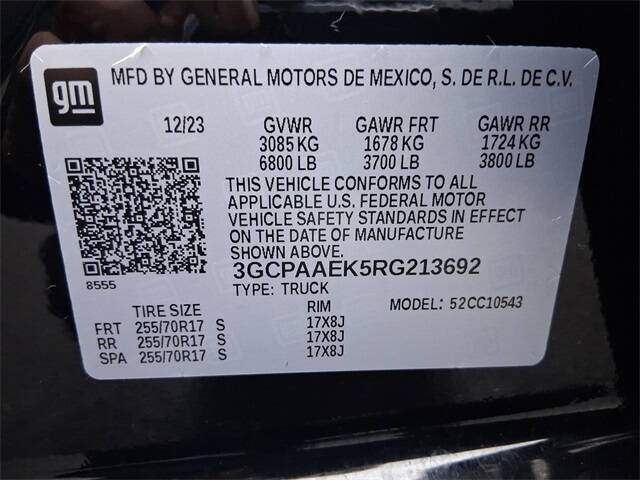 gm
MFD BY GENERAL MOTORS DE MEXICO, S. DE R.L. DE C.V.
12/23 GVWR GAWR FRT GAWR RR
3085 KG 1678 KG 1724 KG
6800 LB 3700 LB 3800 LB
THIS VEHICLE CONFORMS TO ALL
APPLICABLE U.S. FEDERAL MOTOR
VEHICLE SAFETY STANDARDS IN EFFECT
ON THE DATE OF MANUFACTURE
SHOWN ABOVE.
8555 3GCPAAEK5RG213692
TYPE: TRUCK MODEL: 52CC10543
TIRE SIZE RIM
FRT 255/70R17 S 17X8J
RR 255/70R17 S 17X8J
SPA 255/70R17 S 17X8J